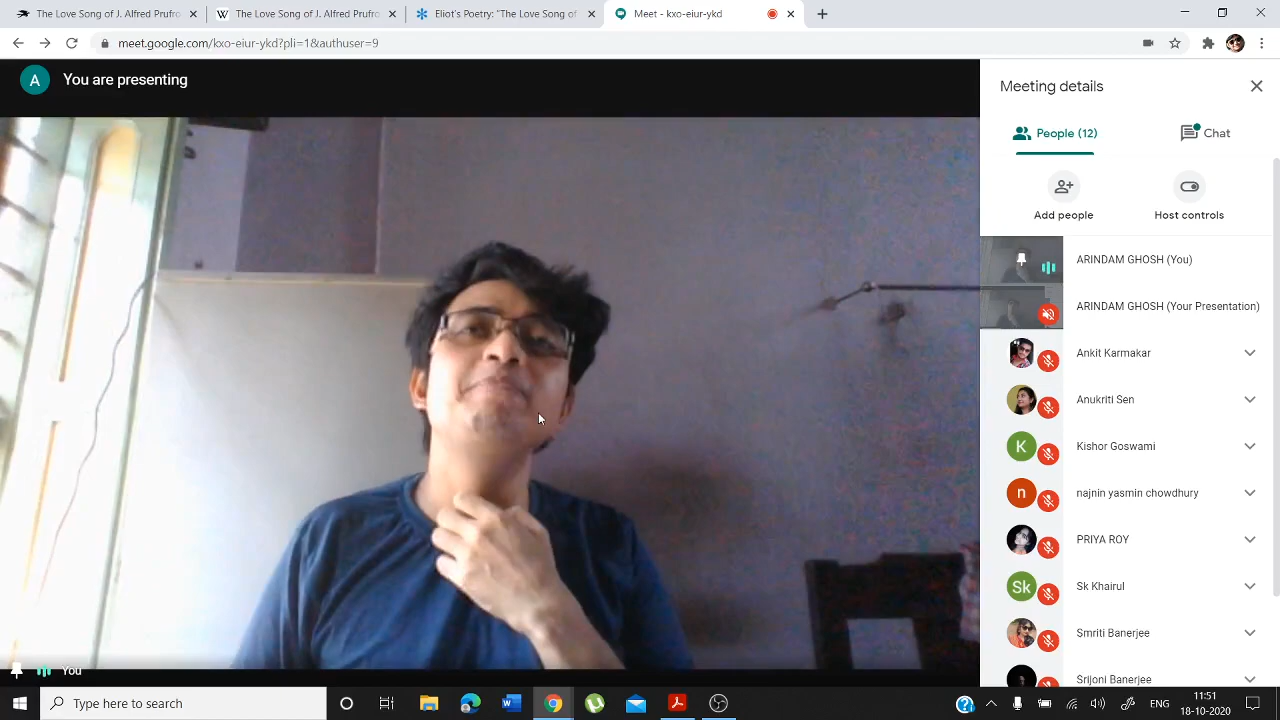 The Love Song of J. Alfred Prufro
The Love Song of J. Alfred Prufro
Eliot's Poetry: "The Love Song of
Meet - kxo-eiur-ykd
meet.google.com/kxo-eiur-ykd?pli=1&authuser=9
A
You are presenting
You
Meeting details
People (12)
Chat
Add people
Host controls
ARINDAM GHOSH (You)
ARINDAM GHOSH (Your Presentation)
Ankit Karmakar
Anukriti Sen
K
Kishor Goswami
n
najnin yasmin chowdhury
PRIYA ROY
Sk
Sk Khairul
Smriti Banerjee
Srijoni Banerjee
Type here to search
ENG
11:51
18-10-2020